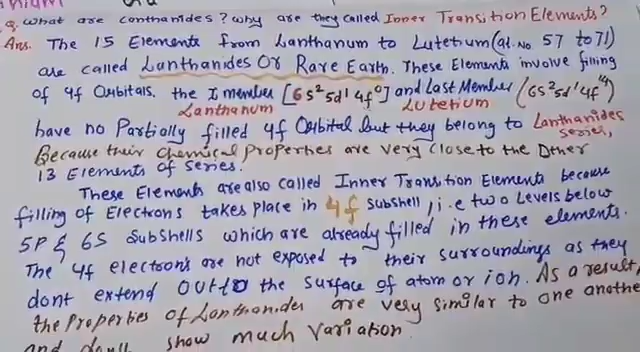 Q. What are Lonthanides? why are they called Inner Transition Elements?
Ans. The 15 Elements from Lanthanum to Lutetium (at. No 57 to 71)
are called Lanthanides Or Rare Earth. These Elements involve filling
of 4f Orbitals. the I member [6S² 5d¹ 4f⁰] and Last Member (6S² 5d¹ 4f¹⁴)
Lanthanum Lutetium
have no Partially filled 4f Orbital but they belong to Lanthanides
series,
Because their Chemical Properties are very close to the Other
13 Elements of Series.
These Elements are also called Inner Transition Elements because
filling of Electrons takes place in 4f subshell, i.e two Levels below
5P & 6S Subshells which are already filled in these elements.
The 4f electrons are not exposed to their surroundings as they
dont extend out to the surface of atom or ion. As a result,
the Properties of Lanthanides are very similar to one anothe
and show much Variation